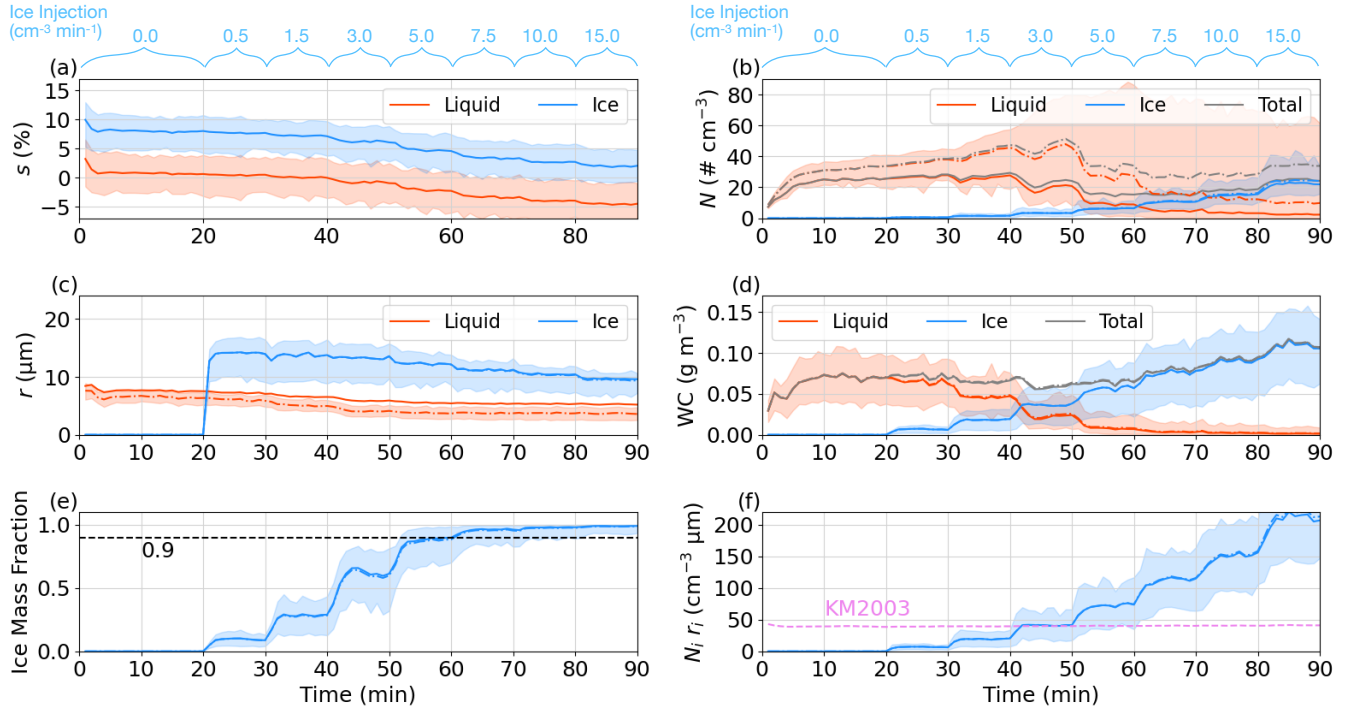 Ice Injection
(cm⁻³ min⁻¹)
0.0 0.5 1.5 3.0 5.0 7.5 10.0 15.0
(a)
s (%)
15
10
5
0
−5
Liquid Ice
0 20 40 60 80
Ice Injection
(cm⁻³ min⁻¹)
0.0 0.5 1.5 3.0 5.0 7.5 10.0 15.0
(b)
N (# cm⁻³)
80
60
40
20
0
Liquid Ice Total
0 10 20 30 40 50 60 70 80 90
(c)
r (μm)
20
10
0
Liquid Ice
0 10 20 30 40 50 60 70 80 90
(d)
WC (g m⁻³)
0.15
0.10
0.05
0.00
Liquid Ice Total
0 10 20 30 40 50 60 70 80 90
(e)
Ice Mass Fraction
1.0
0.5
0.0
0.9
0 10 20 30 40 50 60 70 80 90
Time (min)
(f)
Nᵢ rᵢ (cm⁻³ μm)
200
150
100
50
0
KM2003
0 10 20 30 40 50 60 70 80 90
Time (min)